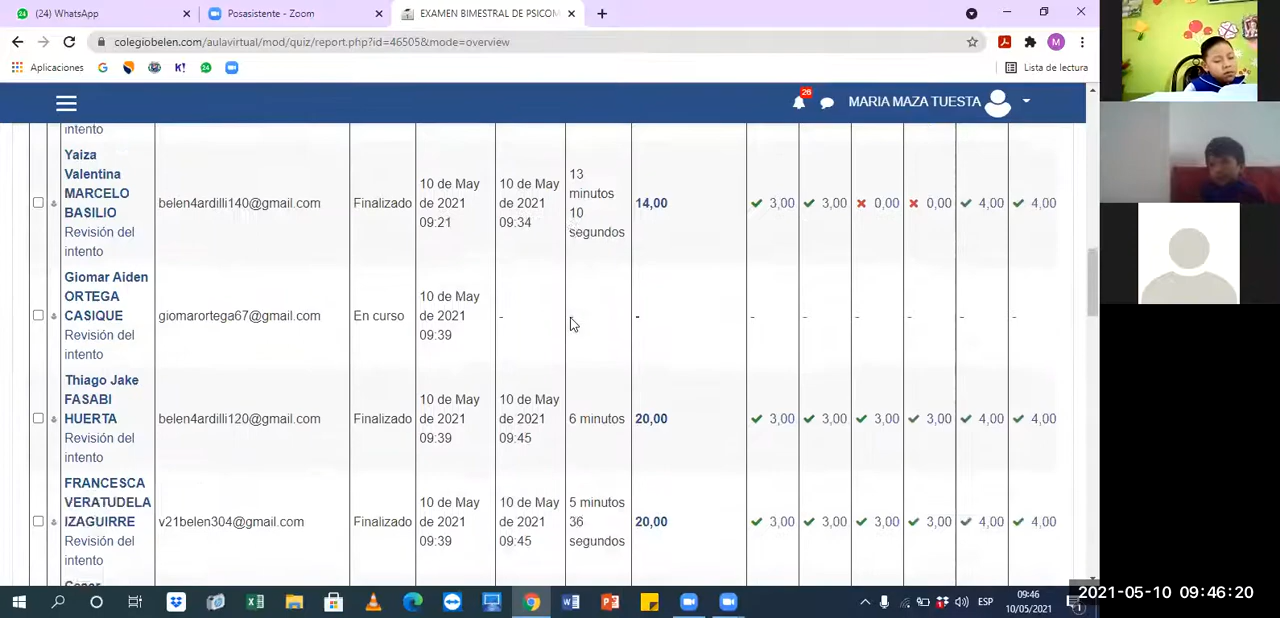 (24) WhatsApp
Posasistente - Zoom
EXAMEN BIMESTRAL DE PSICOM
colegiobelen.com/aulavirtual/mod/quiz/report.php?id=46505&mode=overview
M
Aplicaciones
Lista de lectura
26
MARIA MAZA TUESTA
intento
Yaiza
Valentina
MARCELO
BASILIO
Revisión del
intento
belen4ardilli140@gmail.com
Finalizado
10 de May
de 2021
09:21
10 de May
de 2021
09:34
13
minutos
10
segundos
14,00
3,00
3,00
0,00
0,00
4,00
4,00
Giomar Aiden
ORTEGA
CASIQUE
Revisión del
intento
giomarortega67@gmail.com
En curso
10 de May
de 2021
09:39
-
-
-
-
-
-
-
-
-
Thiago Jake
FASABI
HUERTA
Revisión del
intento
belen4ardilli120@gmail.com
Finalizado
10 de May
de 2021
09:39
10 de May
de 2021
09:45
6 minutos
20,00
3,00
3,00
3,00
3,00
4,00
4,00
FRANCESCA
VERATUDELA
IZAGUIRRE
Revisión del
intento
v21belen304@gmail.com
Finalizado
10 de May
de 2021
09:39
10 de May
de 2021
09:45
5 minutos
36
segundos
20,00
3,00
3,00
3,00
3,00
4,00
4,00
ESP
09:46
10/05/2021
2021-05-10 09:46:20